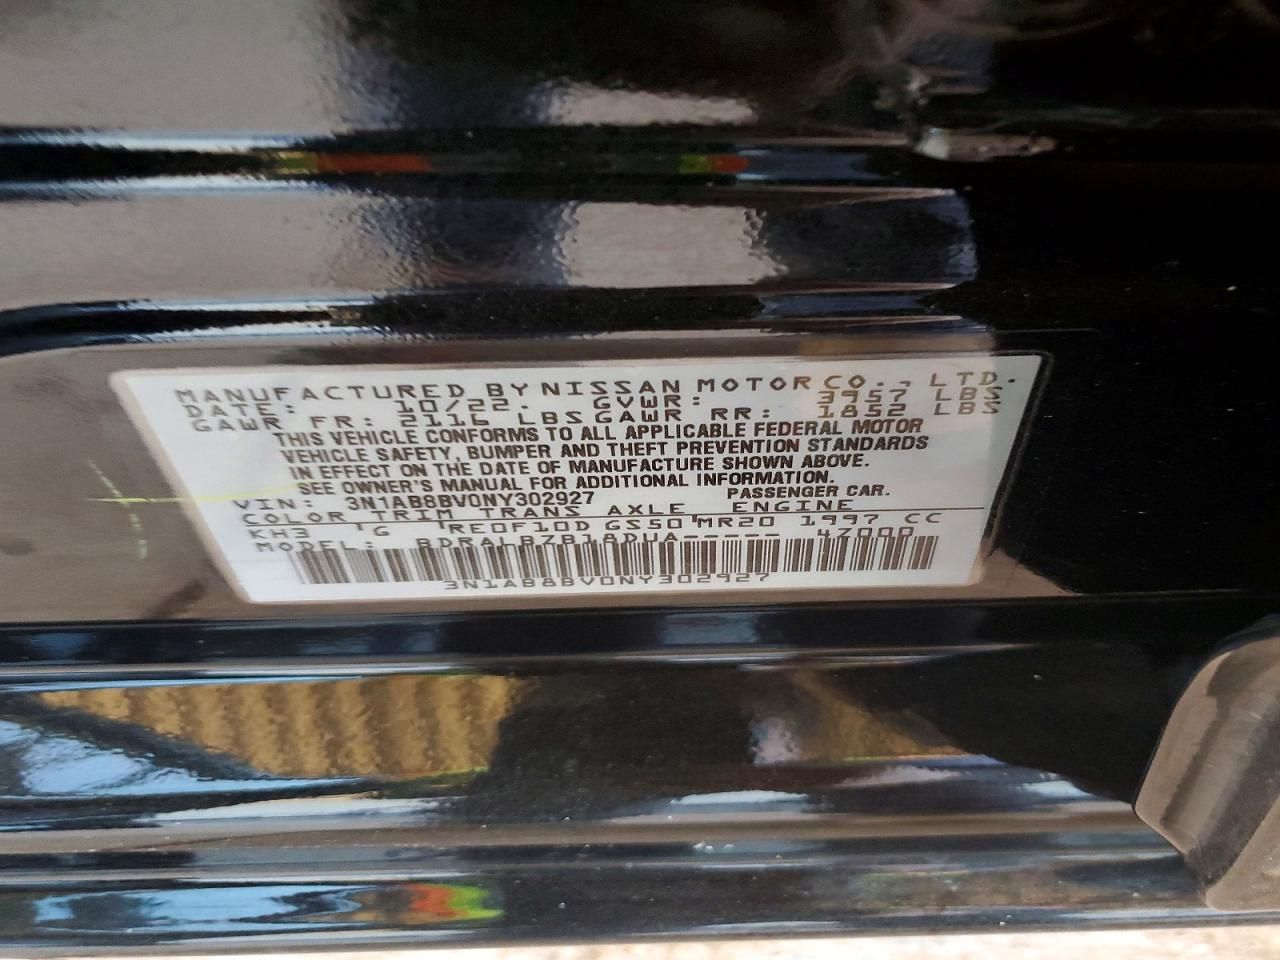 MANUFACTURED BY NISSAN MOTOR CO., LTD.
DATE: 10/22. GVWR: 3957 LBS
GAWR FR: 2116 LBS GAWR RR: 1852 LBS
THIS VEHICLE CONFORMS TO ALL APPLICABLE FEDERAL MOTOR
VEHICLE SAFETY, BUMPER AND THEFT PREVENTION STANDARDS
IN EFFECT ON THE DATE OF MANUFACTURE SHOWN ABOVE.
SEE OWNER'S MANUAL FOR ADDITIONAL INFORMATION.
VIN: 3N1AB8BV0NY302927 PASSENGER CAR.
COLOR TRIM TRANS AXLE ENGINE
KH3 G RE0F10D GS50 MR20 1997 CC
MODEL: BDRALBZB18DUA----- 4Z000
3N1AB8BV0NY302927